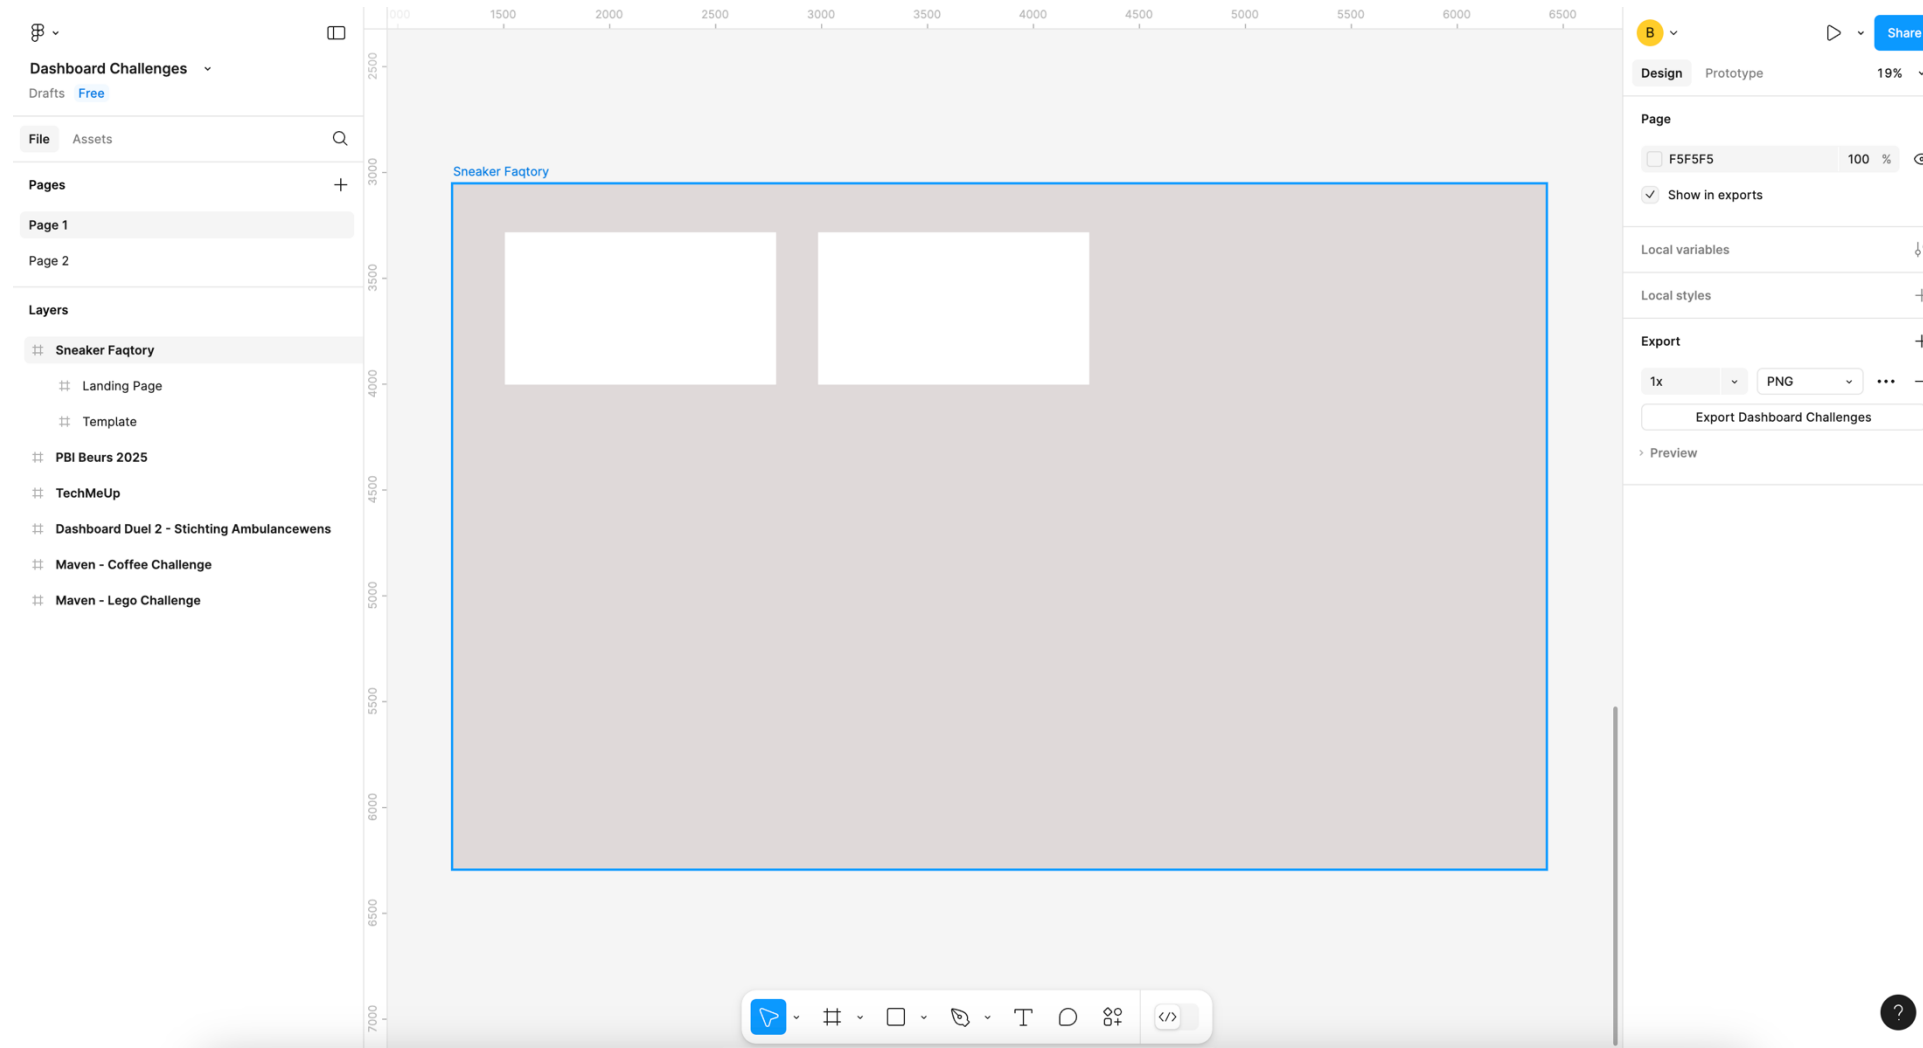 Dashboard Challenges
Drafts Free
File Assets
Pages
Page 1
Page 2
Layers
Sneaker Faqtory
Landing Page
Template
PBI Beurs 2025
TechMeUp
Dashboard Duel 2 - Stichting Ambulancewens
Maven - Coffee Challenge
Maven - Lego Challenge
000 1500 2000 2500 3000 3500 4000 4500 5000 5500 6000 6500
2500
3000
3500
4000
4500
5000
5500
6000
6500
7000
Sneaker Faqtory
B Share
Design Prototype 19%
Page
F5F5F5 100 %
Show in exports
Local variables
Local styles
Export
1x PNG
Export Dashboard Challenges
Preview
?